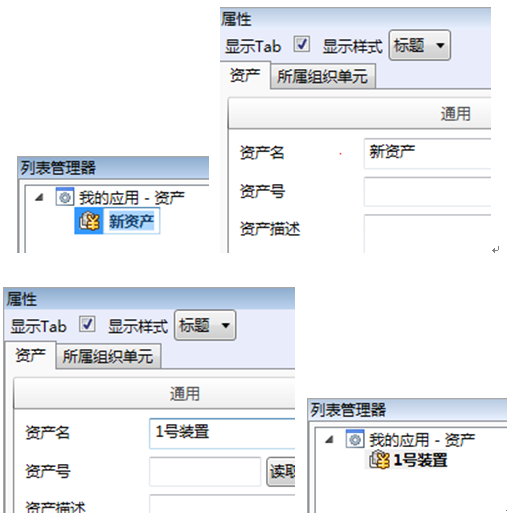 属性
显示Tab 显示样式 标题
资产 所属组织单元
通用
资产名 新资产
资产号
资产描述
列表管理器
我的应用 - 资产
新资产
属性
显示Tab 显示样式 标题
资产 所属组织单元
通用
资产名 1号装置
资产号 读取
资产描述
列表管理器
我的应用 - 资产
1号装置